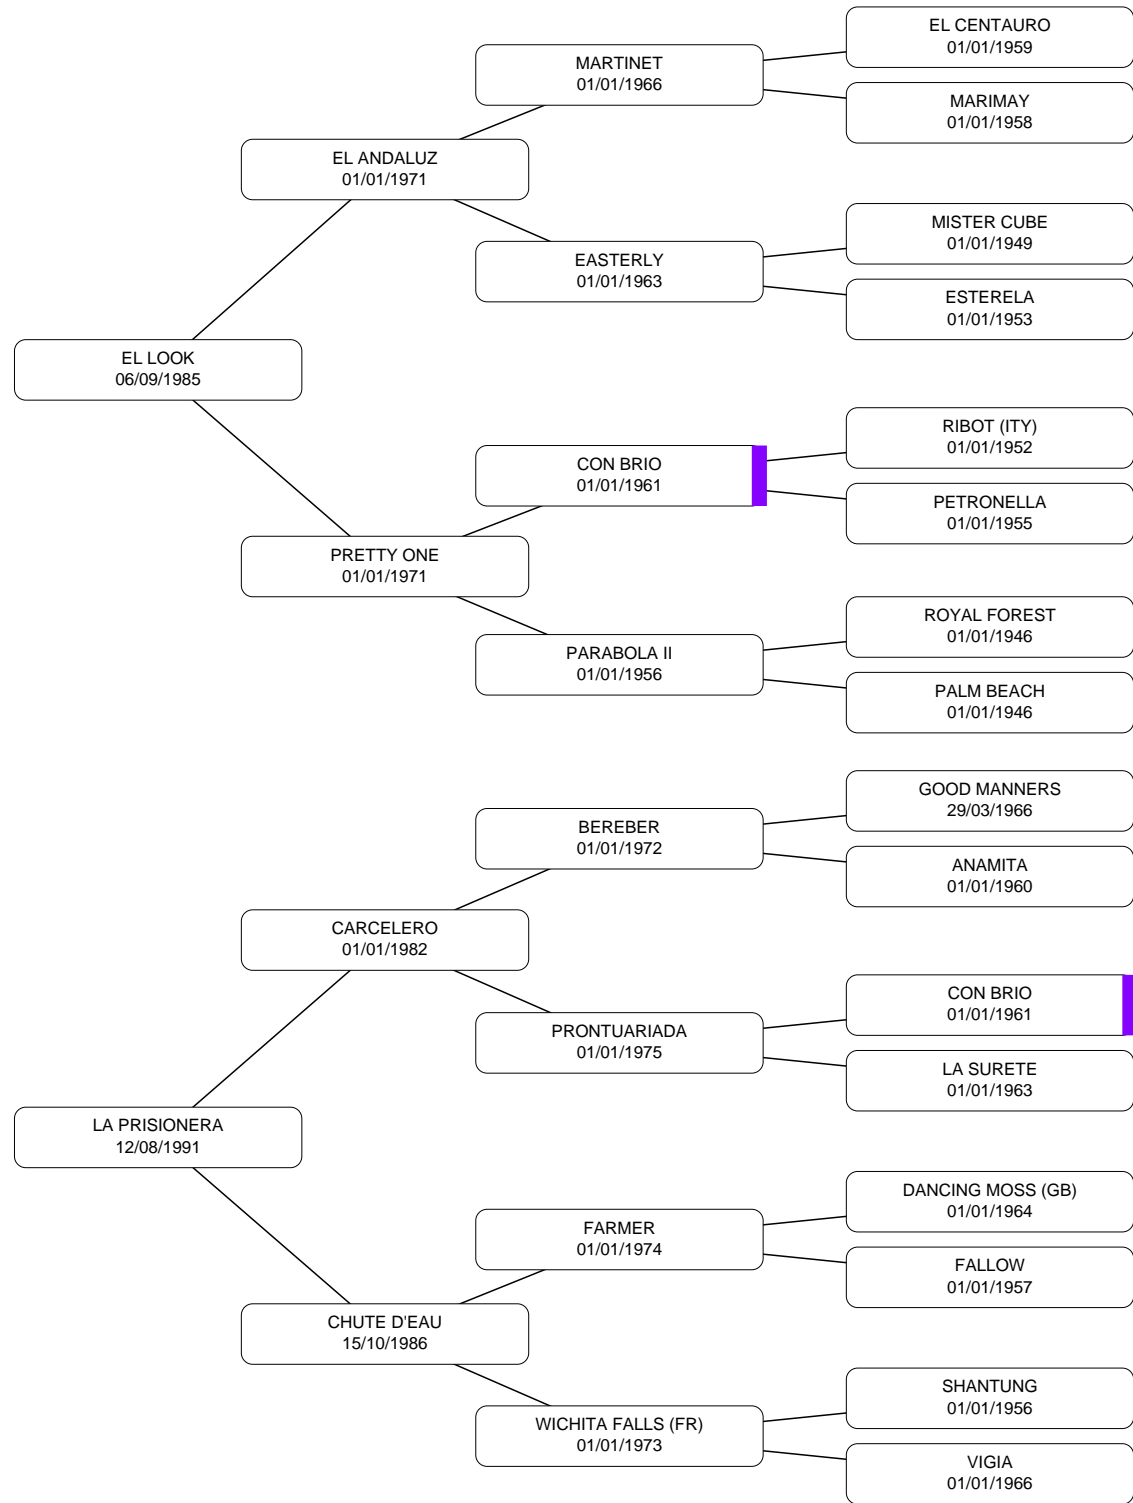 EL CENTAURO
01/01/1959
MARTINET
01/01/1966
MARIMAY
01/01/1958
EL ANDALUZ
01/01/1971
MISTER CUBE
01/01/1949
EASTERLY
01/01/1963
ESTERELA
01/01/1953
EL LOOK
06/09/1985
RIBOT (ITY)
01/01/1952
CON BRIO
01/01/1961
PETRONELLA
01/01/1955
PRETTY ONE
01/01/1971
ROYAL FOREST
01/01/1946
PARABOLA II
01/01/1956
PALM BEACH
01/01/1946
GOOD MANNERS
29/03/1966
BEREBER
01/01/1972
ANAMITA
01/01/1960
CARCELERO
01/01/1982
CON BRIO
01/01/1961
PRONTUARIADA
01/01/1975
LA SURETE
01/01/1963
LA PRISIONERA
12/08/1991
DANCING MOSS (GB)
01/01/1964
FARMER
01/01/1974
FALLOW
01/01/1957
CHUTE D'EAU
15/10/1986
SHANTUNG
01/01/1956
WICHITA FALLS (FR)
01/01/1973
VIGIA
01/01/1966